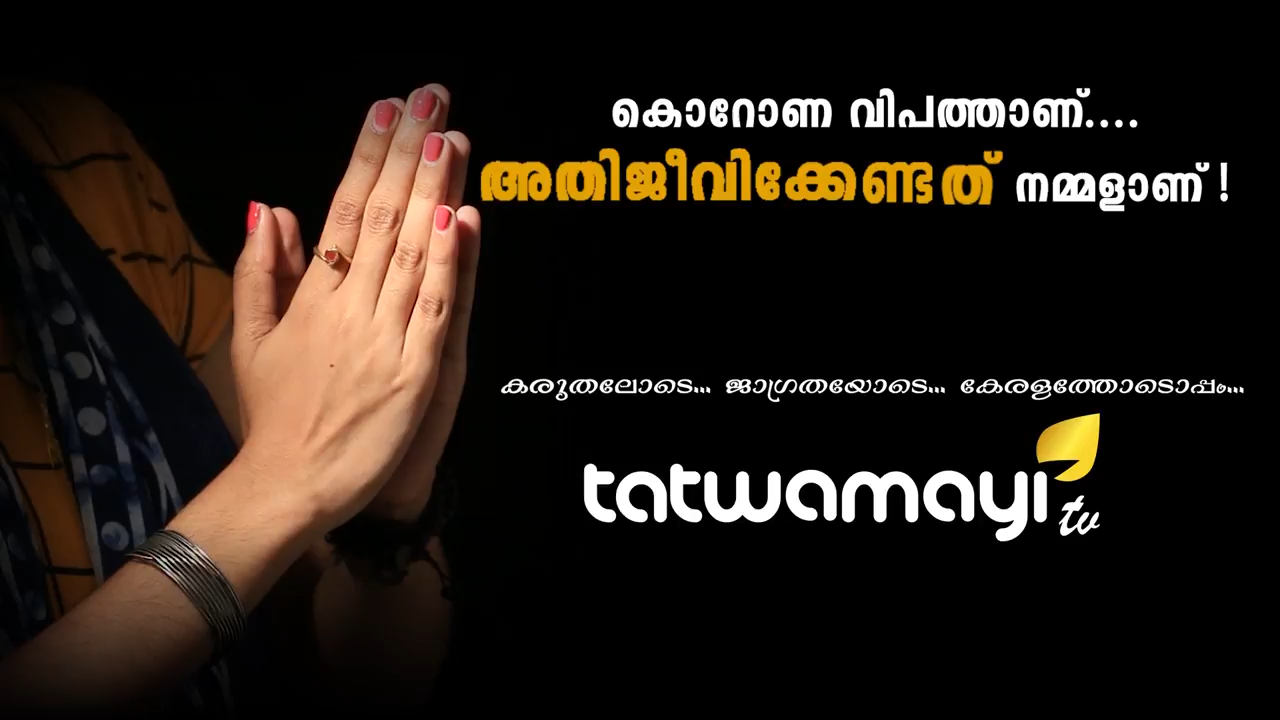 കൊറോണ വിപത്താണ്....
അതിജീവിക്കേണ്ടത് നമ്മളാണ് !
കരുതലോടെ... ജാഗ്രതയോടെ... കേരളത്തോടൊപ്പം...
tatwamayi
tv